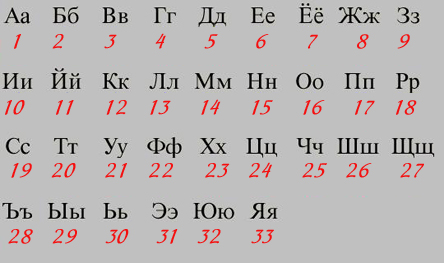 Аа Бб Вв Гг Дд Ее Ёё Жж Зз
1 2 3 4 5 6 7 8 9
Ии Йй Кк Лл Мм Нн Оо Пп Рр
10 11 12 13 14 15 16 17 18
Сс Тт Уу Фф Хх Цц Чч Шш Щщ
19 20 21 22 23 24 25 26 27
Ъъ Ыы Ьь Ээ Юю Яя
28 29 30 31 32 33